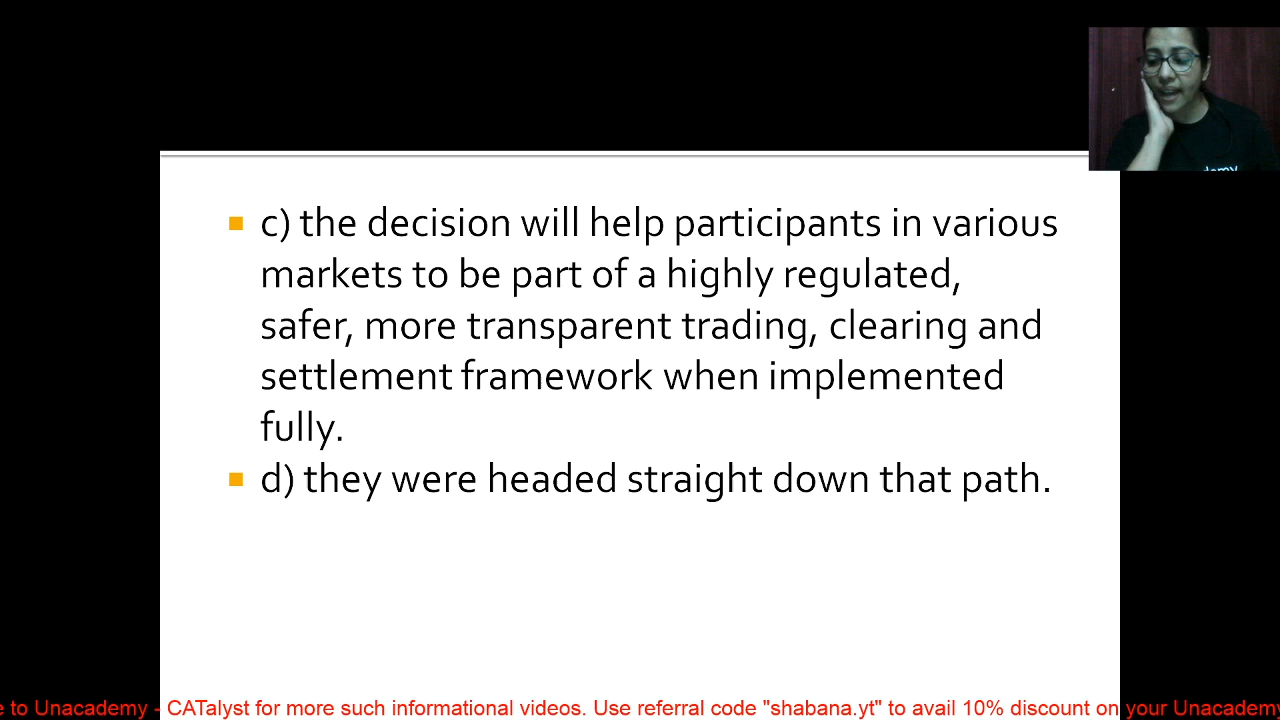 c) the decision will help participants in various
markets to be part of a highly regulated,
safer, more transparent trading, clearing and
settlement framework when implemented
fully.
d) they were headed straight down that path.
e to Unacademy - CATalyst for more such informational videos. Use referral code "shabana.yt" to avail 10% discount on your Unacadem